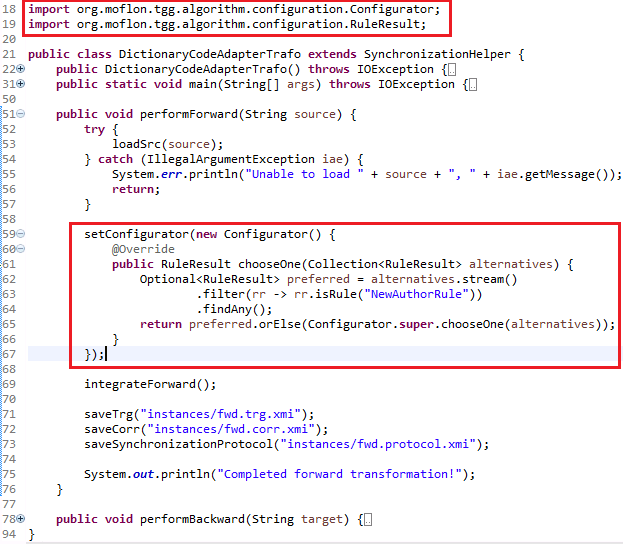 18 import org.moflon.tgg.algorithm.configuration.Configurator;
19 import org.moflon.tgg.algorithm.configuration.RuleResult;
20
21 public class DictionaryCodeAdapterTrafo extends SynchronizationHelper {
22 public DictionaryCodeAdapterTrafo() throws IOException {
31 public static void main(String[] args) throws IOException {
50
51 public void performForward(String source) {
52 try {
53 loadSrc(source);
54 } catch (IllegalArgumentException iae) {
55 System.err.println("Unable to load " + source + ", " + iae.getMessage());
56 return;
57 }
58
59 setConfigurator(new Configurator() {
60 @Override
61 public RuleResult chooseOne(Collection<RuleResult> alternatives) {
62 Optional<RuleResult> preferred = alternatives.stream()
63 .filter(rr -> rr.isRule("NewAuthorRule"))
64 .findAny();
65 return preferred.orElse(Configurator.super.chooseOne(alternatives));
66 }
67 });
68
69 integrateForward();
70
71 saveTrg("instances/fwd.trg.xmi");
72 saveCorr("instances/fwd.corr.xmi");
73 saveSynchronizationProtocol("instances/fwd.protocol.xmi");
74
75 System.out.println("Completed forward transformation!");
76 }
77
78 public void performBackward(String target) {
94 }